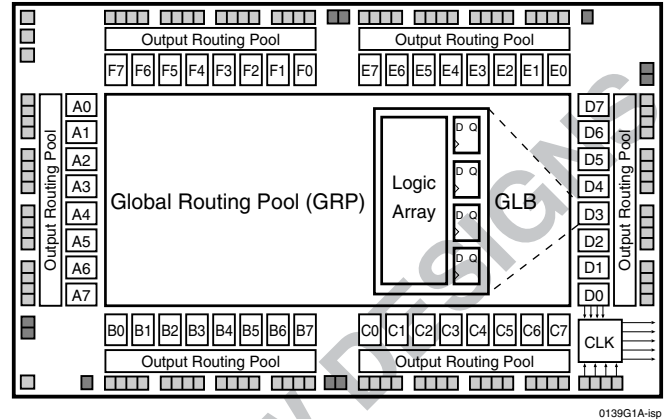 Output Routing Pool Output Routing Pool
F7 F6 F5 F4 F3 F2 F1 F0 E7 E6 E5 E4 E3 E2 E1 E0
Output Routing Pool
A0
A1
A2
A3
A4
A5
A6
A7
Global Routing Pool (GRP)
Logic
Array
D Q
D Q
D Q
D Q
GLB
D7
D6
D5
D4
D3
D2
D1
D0
Output Routing Pool
CLK
B0 B1 B2 B3 B4 B5 B6 B7 C0 C1 C2 C3 C4 C5 C6 C7
Output Routing Pool Output Routing Pool
0139G1A-isp
DESIGNS